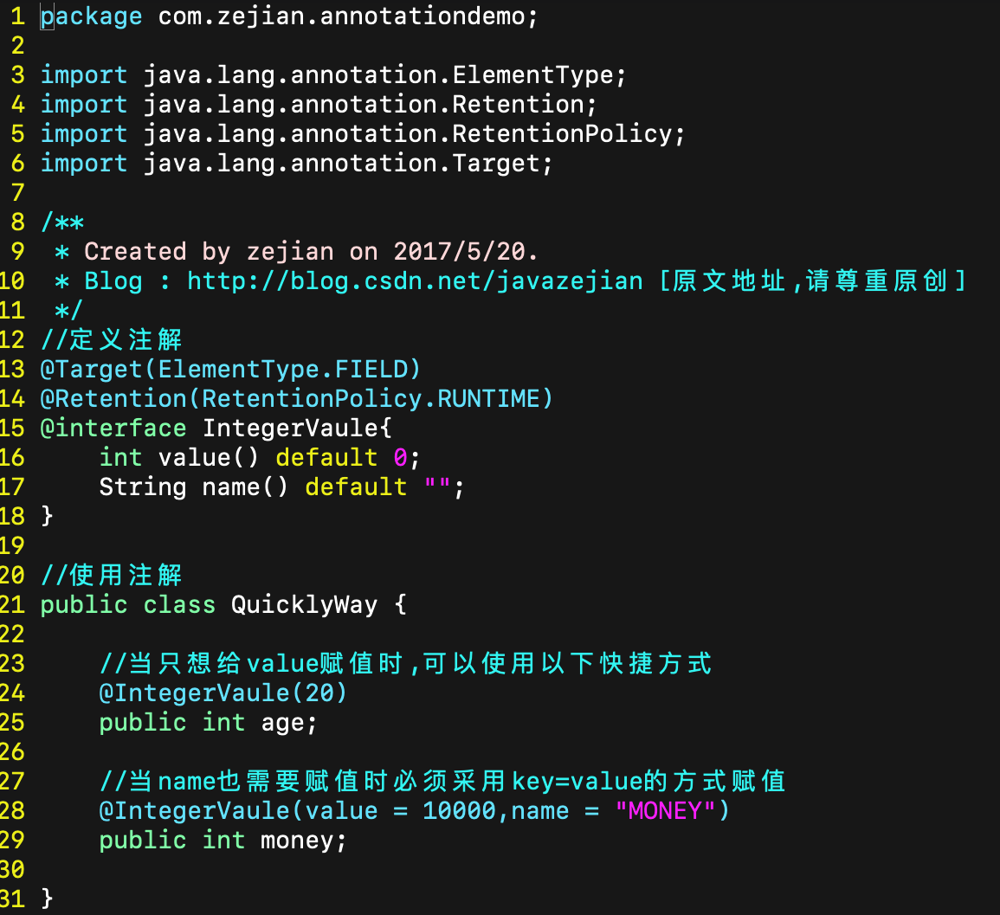 1 package com.zejian.annotationdemo;
2
3 import java.lang.annotation.ElementType;
4 import java.lang.annotation.Retention;
5 import java.lang.annotation.RetentionPolicy;
6 import java.lang.annotation.Target;
7
8 /**
9  * Created by zejian on 2017/5/20.
10  * Blog : http://blog.csdn.net/javazejian [原文地址,请尊重原创]
11  */
12 //定义注解
13 @Target(ElementType.FIELD)
14 @Retention(RetentionPolicy.RUNTIME)
15 @interface IntegerVaule{
16     int value() default 0;
17     String name() default "";
18 }
19
20 //使用注解
21 public class QuicklyWay {
22
23     //当只想给value赋值时,可以使用以下快捷方式
24     @IntegerVaule(20)
25     public int age;
26
27     //当name也需要赋值时必须采用key=value的方式赋值
28     @IntegerVaule(value = 10000,name = "MONEY")
29     public int money;
30
31 }